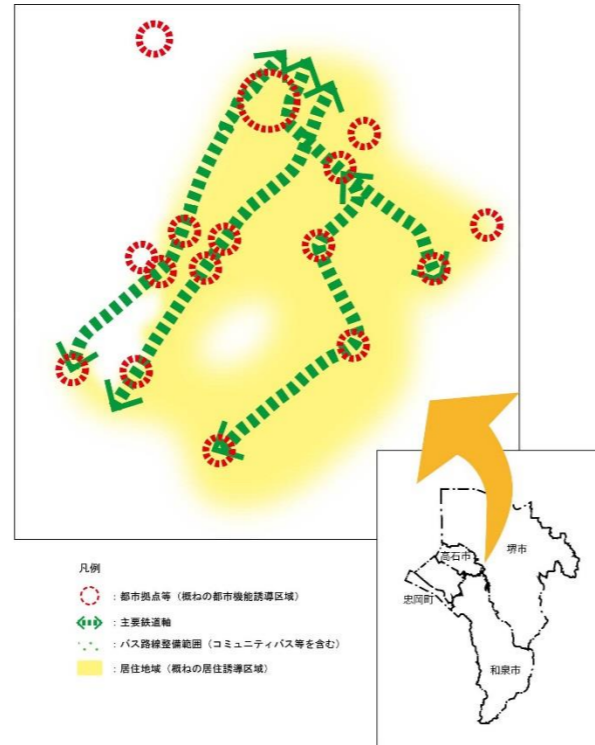 高石市
堺市
忠岡町
和泉市
凡例
：都市拠点等（概ねの都市機能誘導区域）
：主要鉄道軸
：バス路線整備範囲（コミュニティバス等を含む）
：居住地域（概ねの居住誘導区域）